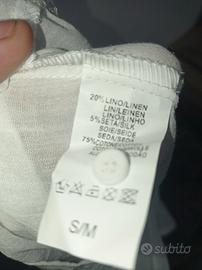 20% LINO/LINEN
LIN/LEINEN
LINO/LINHO
5% SETA/SILK
SOIE/SEIDE
SEDA/SEDA
75% COTONE
S/M
subito